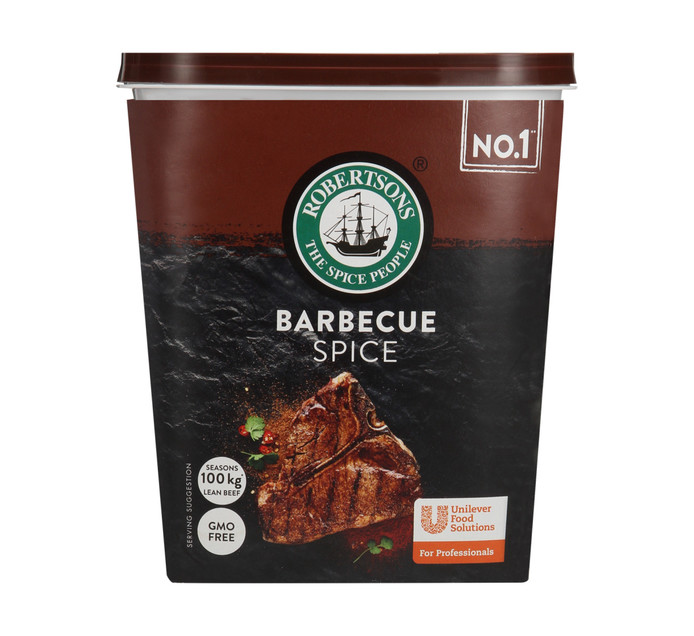 NO.1**
®
ROBERTSONS
THE SPICE PEOPLE
BARBECUE
SPICE
SEASONS
100 kg*
LEAN BEEF
GMO
FREE
SERVING SUGGESTION
Unilever
Food
Solutions
For Professionals